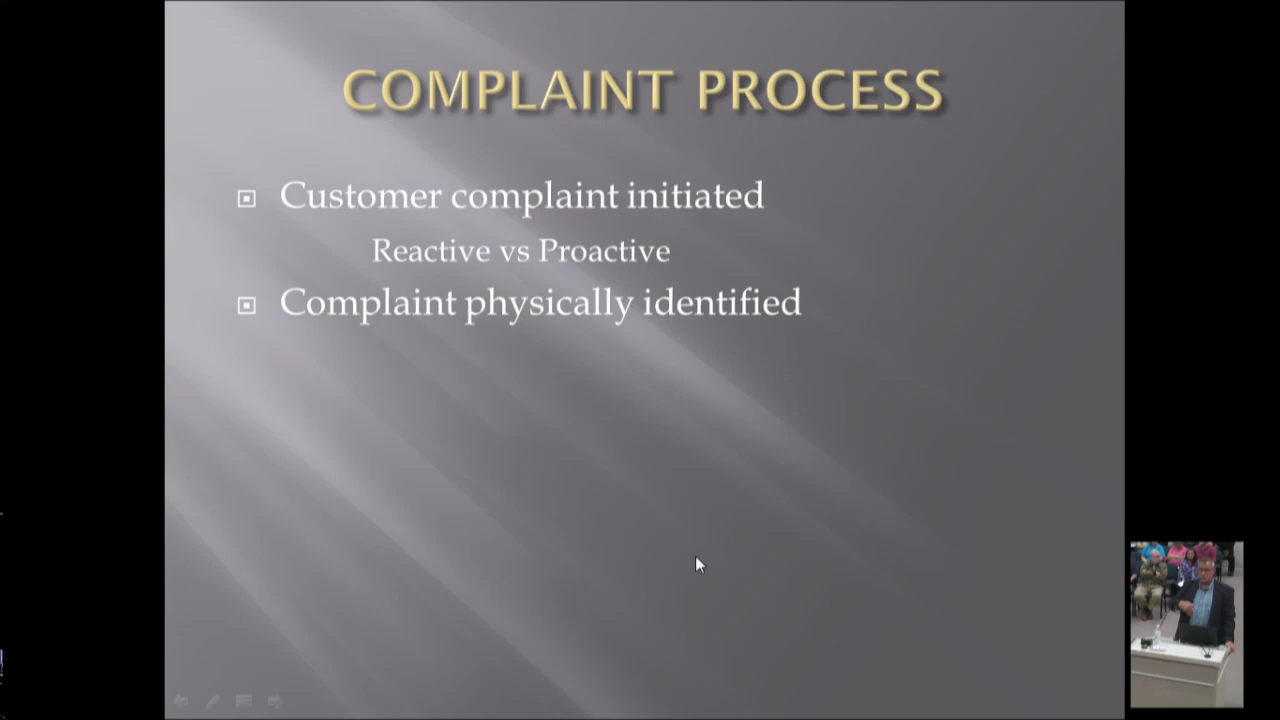 COMPLAINT PROCESS
Customer complaint initiated
Reactive vs Proactive
Complaint physically identified